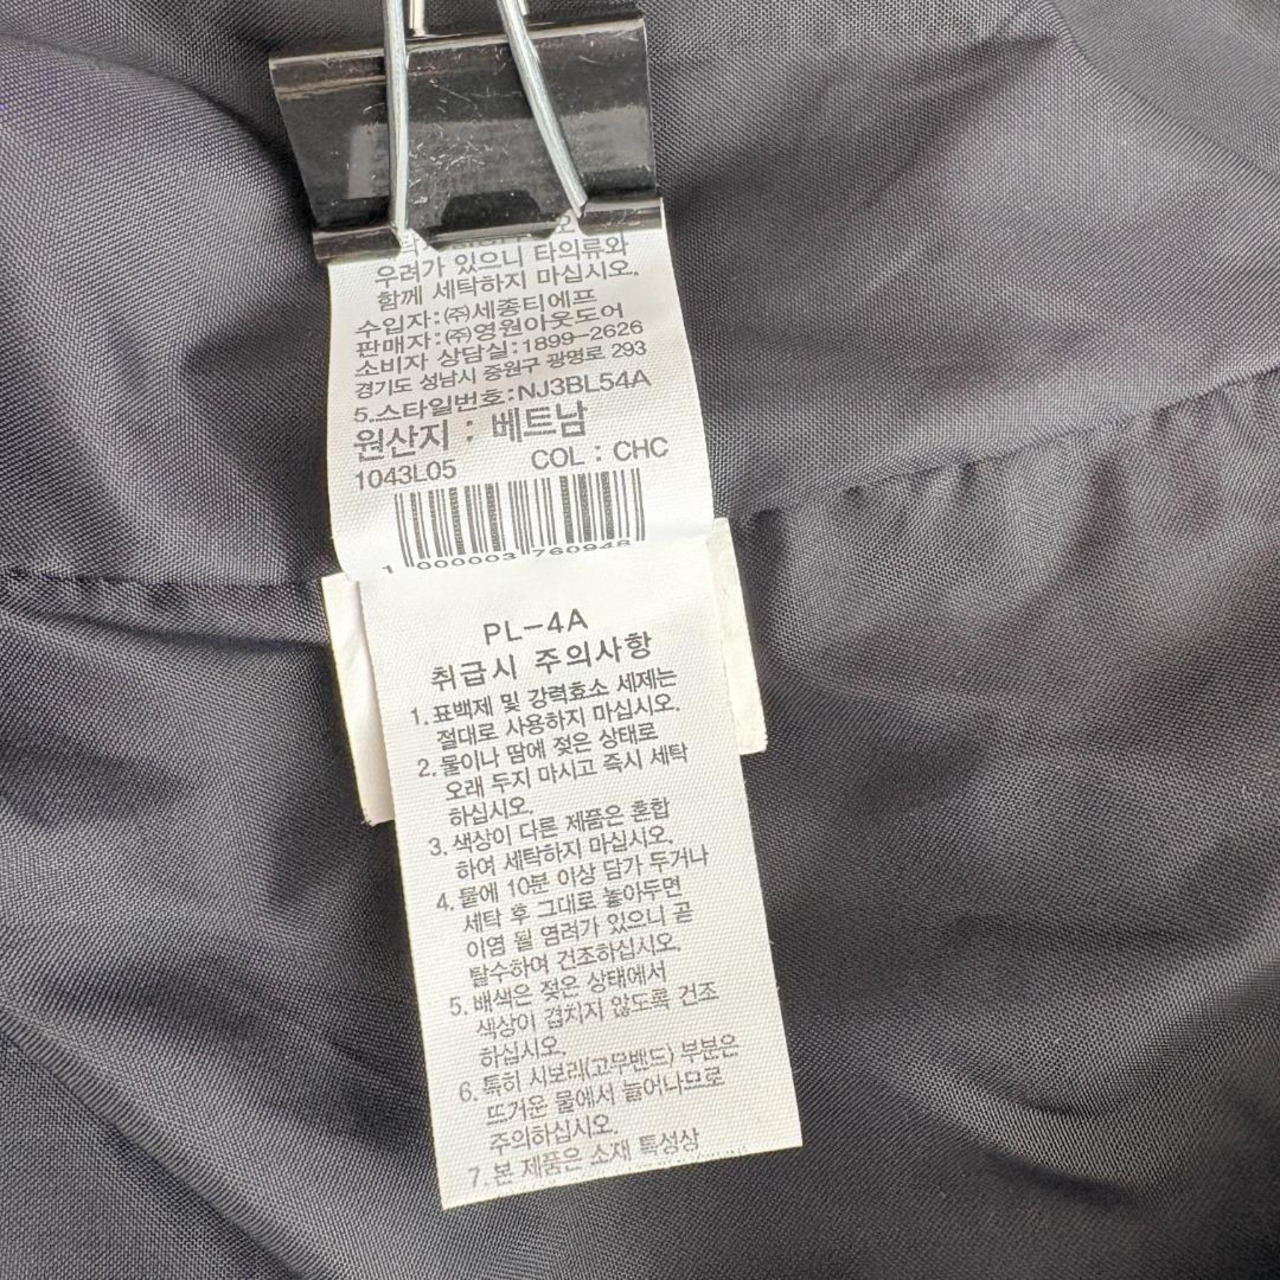 우려가 있으니 타의류와
함께 세탁하지 마십시오.
수입자:㈜세종티에프
판매자:㈜영원아웃도어
소비자 상담실:1899-2626
경기도 성남시 중원구 광명로 293
5.스타일번호:NJ3BL54A
원산지 : 베트남
1043L05 COL : CHC
1 000003 760948
PL-4A
취급시 주의사항
1. 표백제 및 강력효소 세제는
절대로 사용하지 마십시오.
2. 물이나 땀에 젖은 상태로
오래 두지 마시고 즉시 세탁
하십시오.
3. 색상이 다른 제품은 혼합
하여 세탁하지 마십시오.
4. 물에 10분 이상 담가 두거나
세탁 후 그대로 놓아두면
이염 될 염려가 있으니 곧
탈수하여 건조하십시오.
5. 배색은 젖은 상태에서
색상이 겹치지 않도록 건조
하십시오.
6. 특히 시보리(고무밴드) 부분은
뜨거운 물에서 늘어나므로
주의하십시오.
7. 본 제품은 소재 특성상